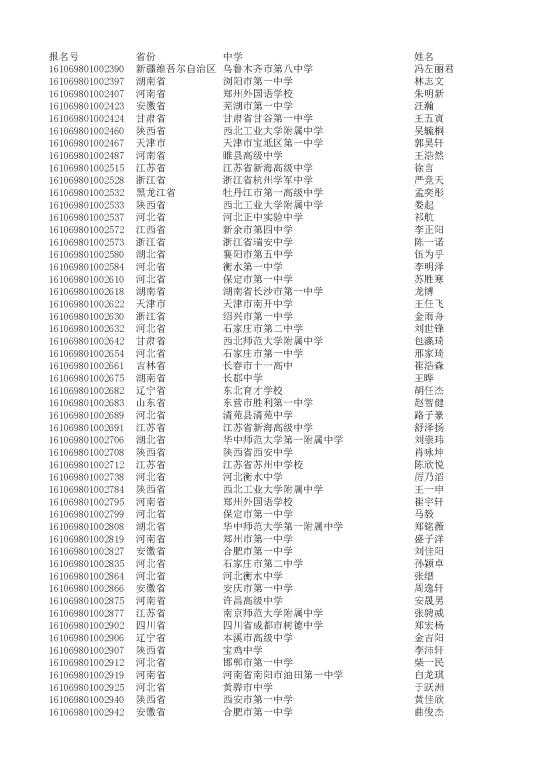 报名号 省份 中学 姓名
161069801002390 新疆维吾尔自治区 乌鲁木齐市第八中学 冯左丽君
161069801002397 湖南省 浏阳市第一中学 林志文
161069801002407 河南省 郑州外国语学校 朱明新
161069801002423 安徽省 芜湖市第一中学 汪瀚
161069801002424 甘肃省 甘肃省甘谷第一中学 王五寅
161069801002460 陕西省 西北工业大学附属中学 吴毓桐
161069801002467 天津市 天津市宝坻区第一中学 郭昊轩
161069801002487 河南省 睢县高级中学 王浩然
161069801002515 江苏省 江苏省新海高级中学 徐言
161069801002528 浙江省 浙江省杭州学军中学 严竞天
161069801002532 黑龙江省 牡丹江市第一高级中学 孟奕彤
161069801002533 陕西省 西北工业大学附属中学 娄起
161069801002537 河北省 河北正中实验中学 祁航
161069801002572 江西省 新余市第四中学 李正阳
161069801002573 浙江省 浙江省瑞安中学 陈一诺
161069801002580 湖北省 襄阳市第五中学 伍为乎
161069801002584 河北省 衡水第一中学 李明泽
161069801002610 河北省 保定市第一中学 苏胜寒
161069801002618 湖南省 湖南省长沙市第一中学 龙博
161069801002622 天津市 天津市南开中学 王任飞
161069801002630 浙江省 绍兴市第一中学 金雨舟
161069801002632 河北省 石家庄市第二中学 刘世锋
161069801002642 甘肃省 西北师范大学附属中学 包瀛琦
161069801002654 河北省 石家庄市第一中学 邢家琦
161069801002661 吉林省 长春市十一高中 崔浩森
161069801002675 湖南省 长郡中学 王晔
161069801002682 辽宁省 东北育才学校 胡任杰
161069801002683 山东省 东营市胜利第一中学 赵智健
161069801002689 河北省 清苑县清苑中学 路子豪
161069801002691 江苏省 江苏省新海高级中学 舒泽扬
161069801002706 湖北省 华中师范大学第一附属中学 刘崇玮
161069801002708 陕西省 陕西省西安中学 肖咏坤
161069801002712 江苏省 江苏省苏州中学校 陈欣悦
161069801002738 河北省 河北衡水中学 厉乃滔
161069801002784 陕西省 西北工业大学附属中学 王一申
161069801002795 河南省 郑州外国语学校 崔宇轩
161069801002799 河北省 保定市第一中学 马毅
161069801002808 湖北省 华中师范大学第一附属中学 郑铭薇
161069801002819 河南省 郑州市第一中学 盛子洋
161069801002827 安徽省 合肥市第一中学 刘佳阳
161069801002835 河北省 石家庄市第二中学 孙颖卓
161069801002864 河北省 河北衡水中学 张缙
161069801002866 安徽省 安庆市第一中学 周逸轩
161069801002875 河南省 许昌高级中学 安晟男
161069801002877 江苏省 南京师范大学附属中学 张骋威
161069801002902 四川省 四川省成都市树德中学 郑宏杨
161069801002906 辽宁省 本溪市高级中学 金吉阳
161069801002907 陕西省 宝鸡中学 李沛轩
161069801002912 河北省 邯郸市第一中学 柴一民
161069801002919 河南省 河南省南阳市油田第一中学 白龙琪
161069801002925 河北省 黄骅市中学 于跃洲
161069801002940 陕西省 西安市第一中学 黄佳欣
161069801002942 安徽省 合肥市第一中学 曲俊杰